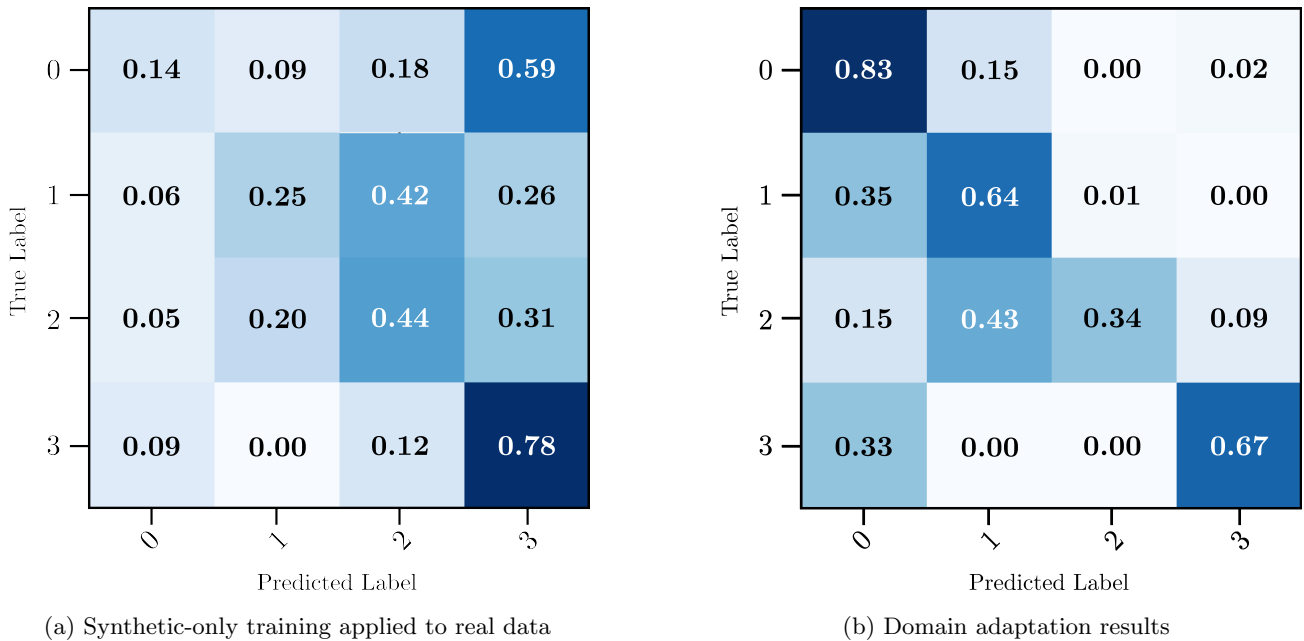 0 0.14 0.09 0.18 0.59
1 0.06 0.25 0.42 0.26
2 0.05 0.20 0.44 0.31
3 0.09 0.00 0.12 0.78
True Label
0 1 2 3
Predicted Label
(a) Synthetic-only training applied to real data
0 0.83 0.15 0.00 0.02
1 0.35 0.64 0.01 0.00
2 0.15 0.43 0.34 0.09
3 0.33 0.00 0.00 0.67
True Label
0 1 2 3
Predicted Label
(b) Domain adaptation results